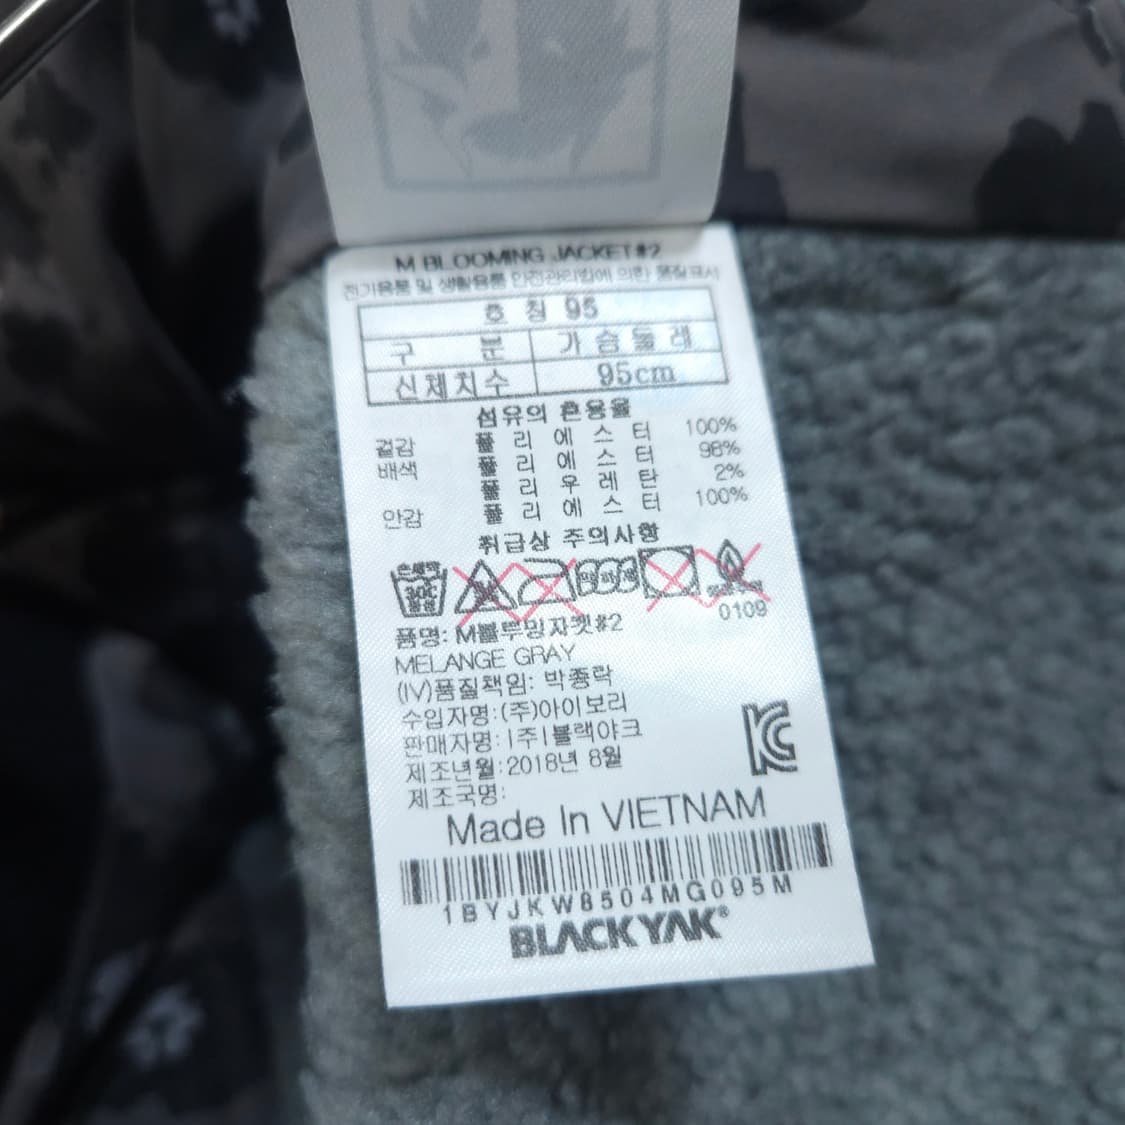 M BLOOMING JACKET#2
전기용품 및 생활용품 안전관리법에 의한 품질표시
호 칭 95
구 분 가 슴 둘 레
신체치수 95cm
섬유의 혼용율
겉감 폴 리 에 스 터 100%
배색 폴 리 에 스 터 98%
폴 리 우 레 탄 2%
안감 폴 리 에 스 터 100%
취급상 주의사항
손세탁
30C
중성
0109
품명: M블루밍자켓#2
MELANGE GRAY
(IV)품질책임: 박종락
수입자명:(주)아이보리
판매자명:|주|블랙야크
제조년월:2018년 8월
제조국명:
Made In VIETNAM
1BYJKW8504MG095M
BLACKYAK®